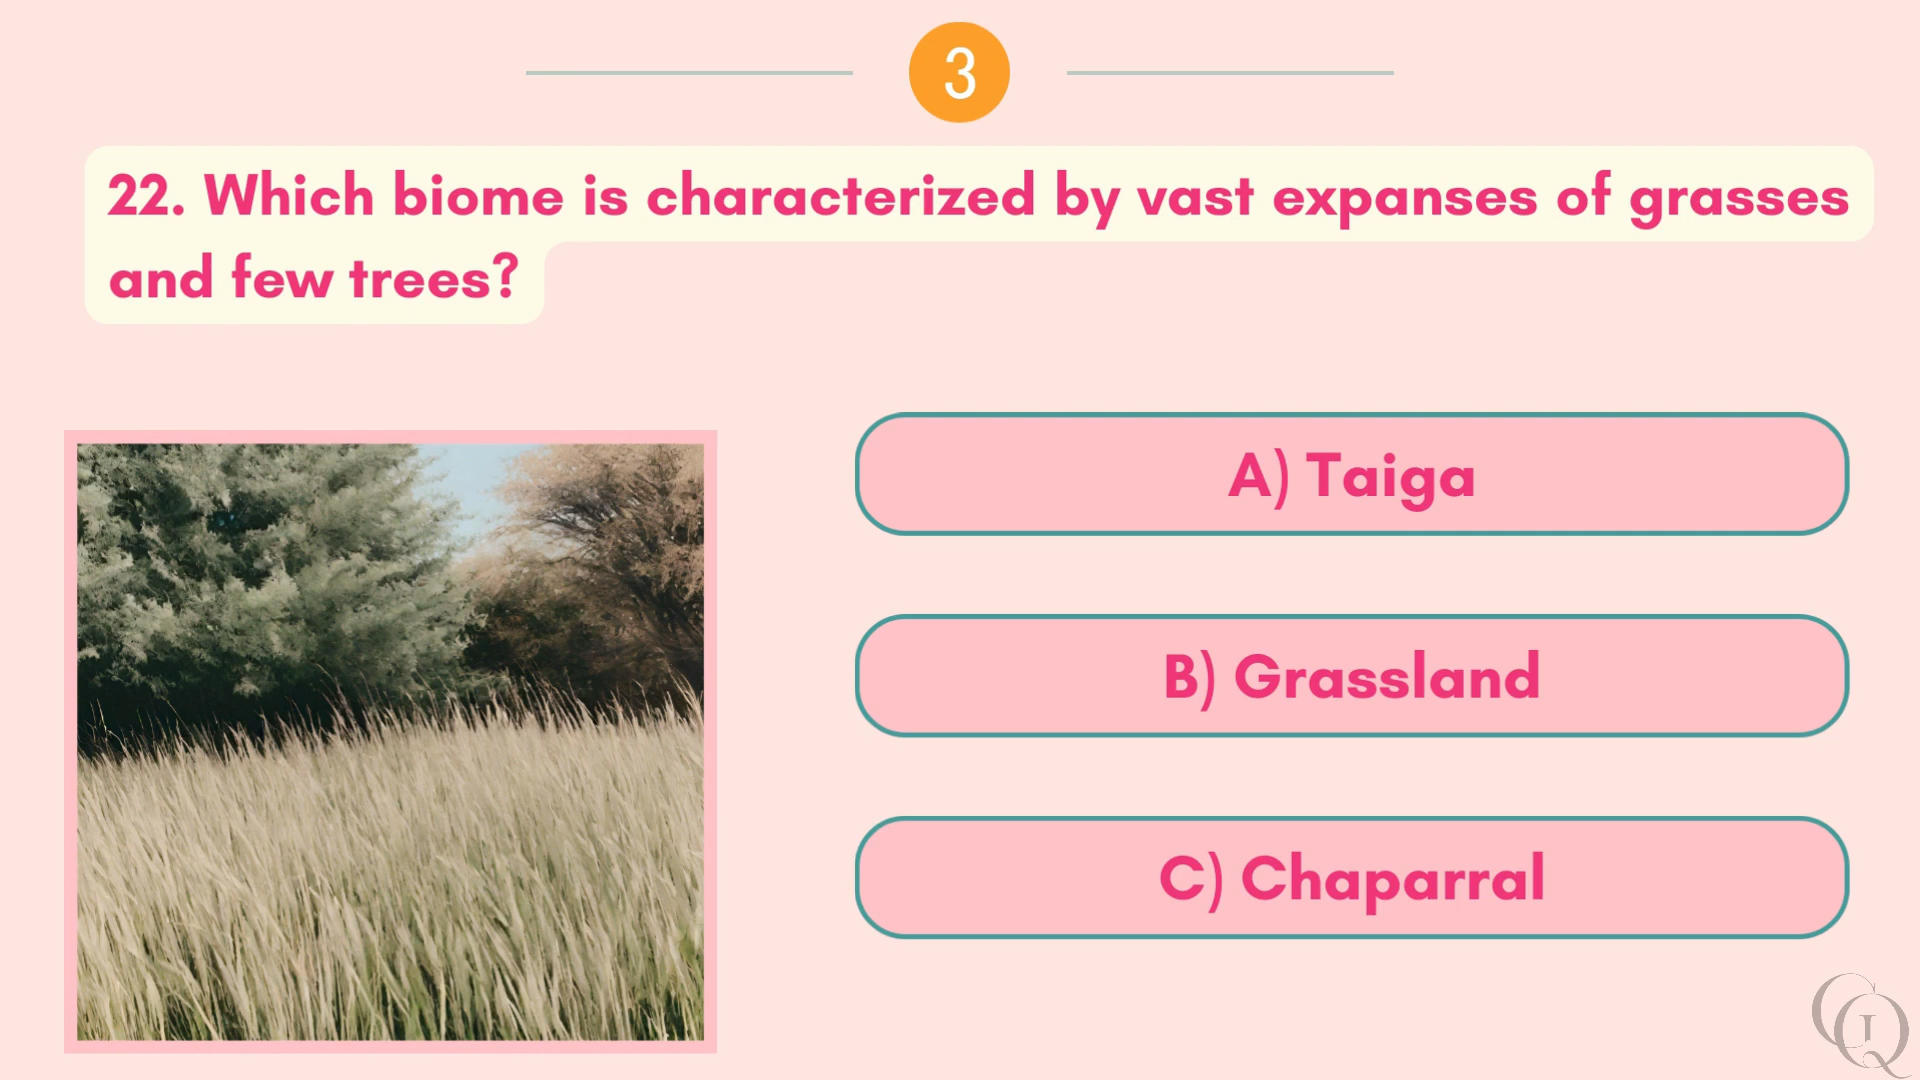 3
22. Which biome is characterized by vast expanses of grasses
and few trees?
A) Taiga
B) Grassland
C) Chaparral